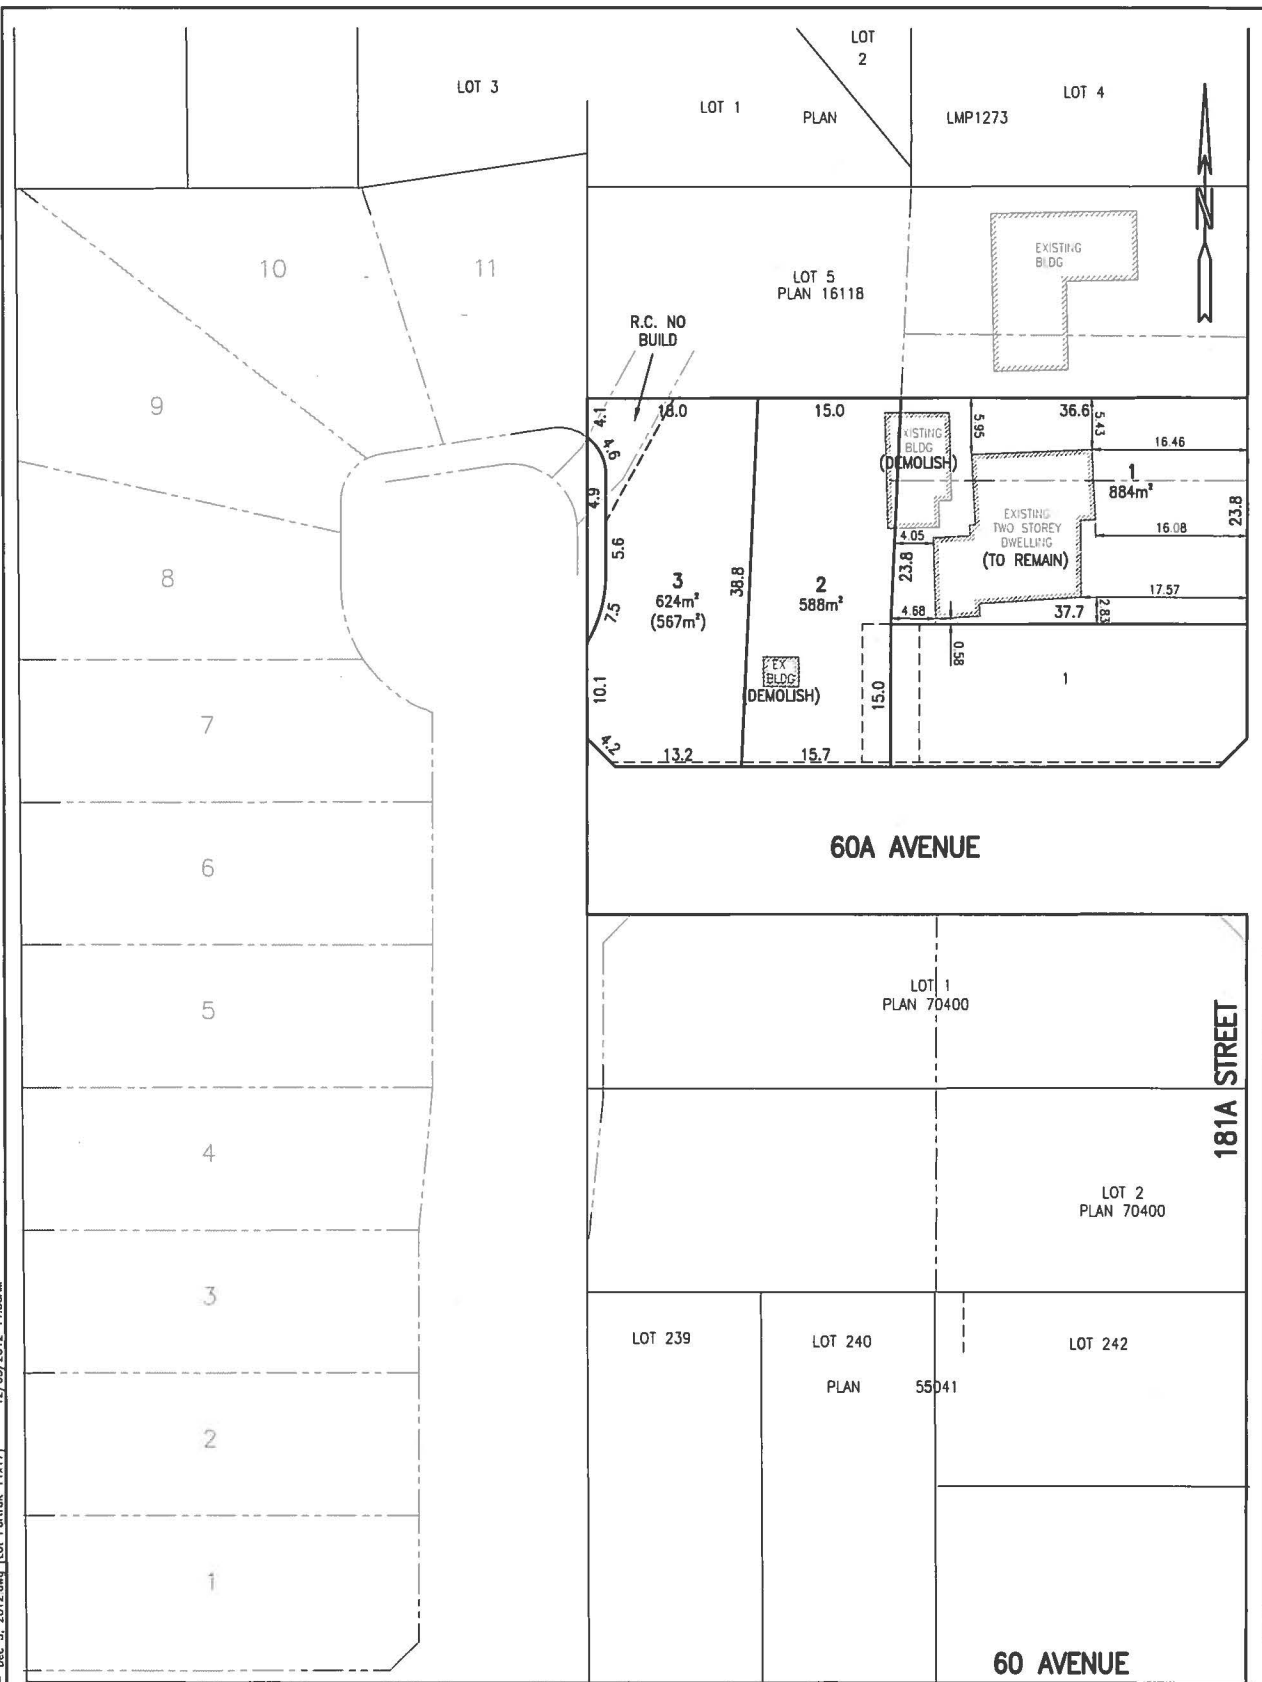 LOT
2
LOT 3
LOT 4
LOT 1
PLAN
LMP1273
N
EXISTING
BLDG
10
11
LOT 5
PLAN 16118
R.C. NO
BUILD
9
4.1
18.0
15.0
5.95
36.6
5.43
4.6
16.46
EXISTING
BLDG
(DEMOLISH)
1
884m²
4.9
23.8
EXISTING
TWO STOREY
DWELLING
(TO REMAIN)
16.08
4.05
5.6
23.8
8
38.8
3
624m²
(567m²)
2
588m²
17.57
7.5
4.68
37.7
2.83
0.58
EX
BLDG
(DEMOLISH)
1
10.1
15.0
7
4.2
13.2
15.7
60A AVENUE
6
LOT 1
PLAN 70400
5
181A STREET
4
LOT 2
PLAN 70400
3
LOT 239
LOT 240
LOT 242
PLAN
55041
2
1
60 AVENUE